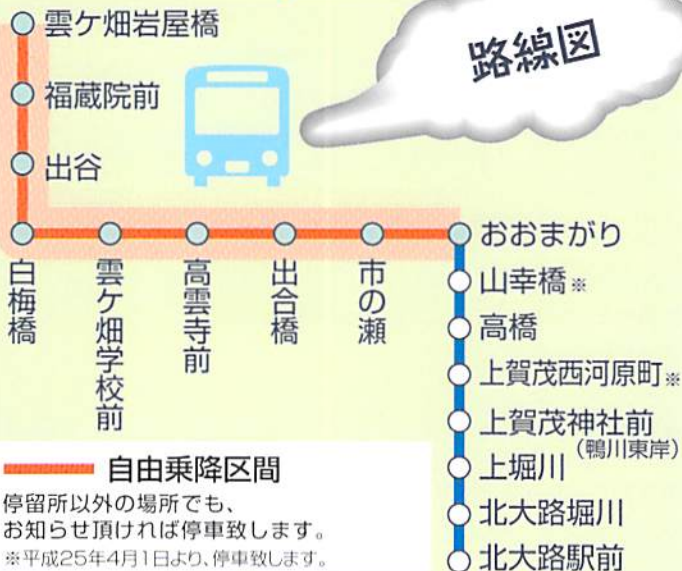 路線図
雲ケ畑岩屋橋
福蔵院前
出谷
白梅橋
雲ケ畑学校前
高雲寺前
出合橋
市の瀬
おおまがり
山幸橋※
高橋
上賀茂西河原町※
上賀茂神社前
(鴨川東岸)
上堀川
北大路堀川
北大路駅前
自由乗降区間
停留所以外の場所でも、
お知らせ頂ければ停車致します。
※平成25年4月1日より、停車致します。